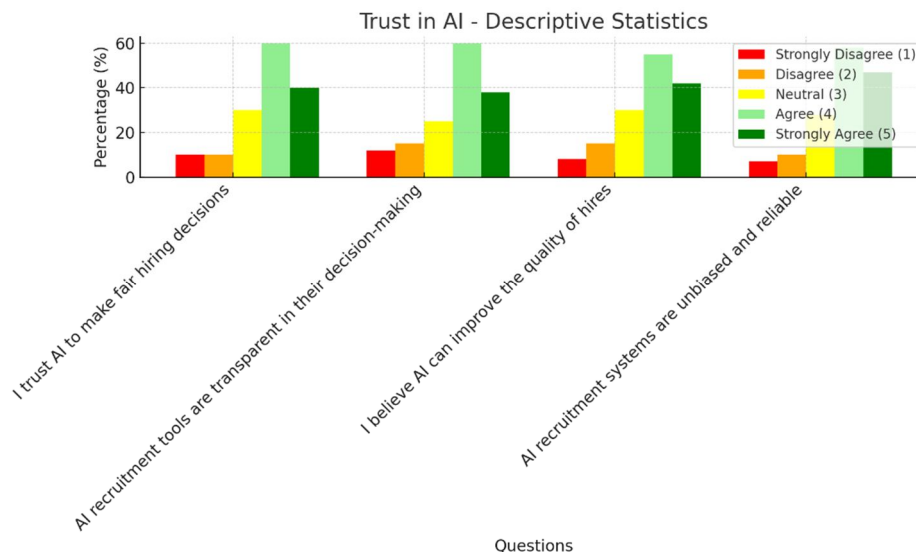 Trust in AI - Descriptive Statistics
Percentage (%)
60
40
20
0
Strongly Disagree (1)
Disagree (2)
Neutral (3)
Agree (4)
Strongly Agree (5)
I trust AI to make fair hiring decisions
AI recruitment tools are transparent in their decision-making
I believe AI can improve the quality of hires
AI recruitment systems are unbiased and reliable
Questions